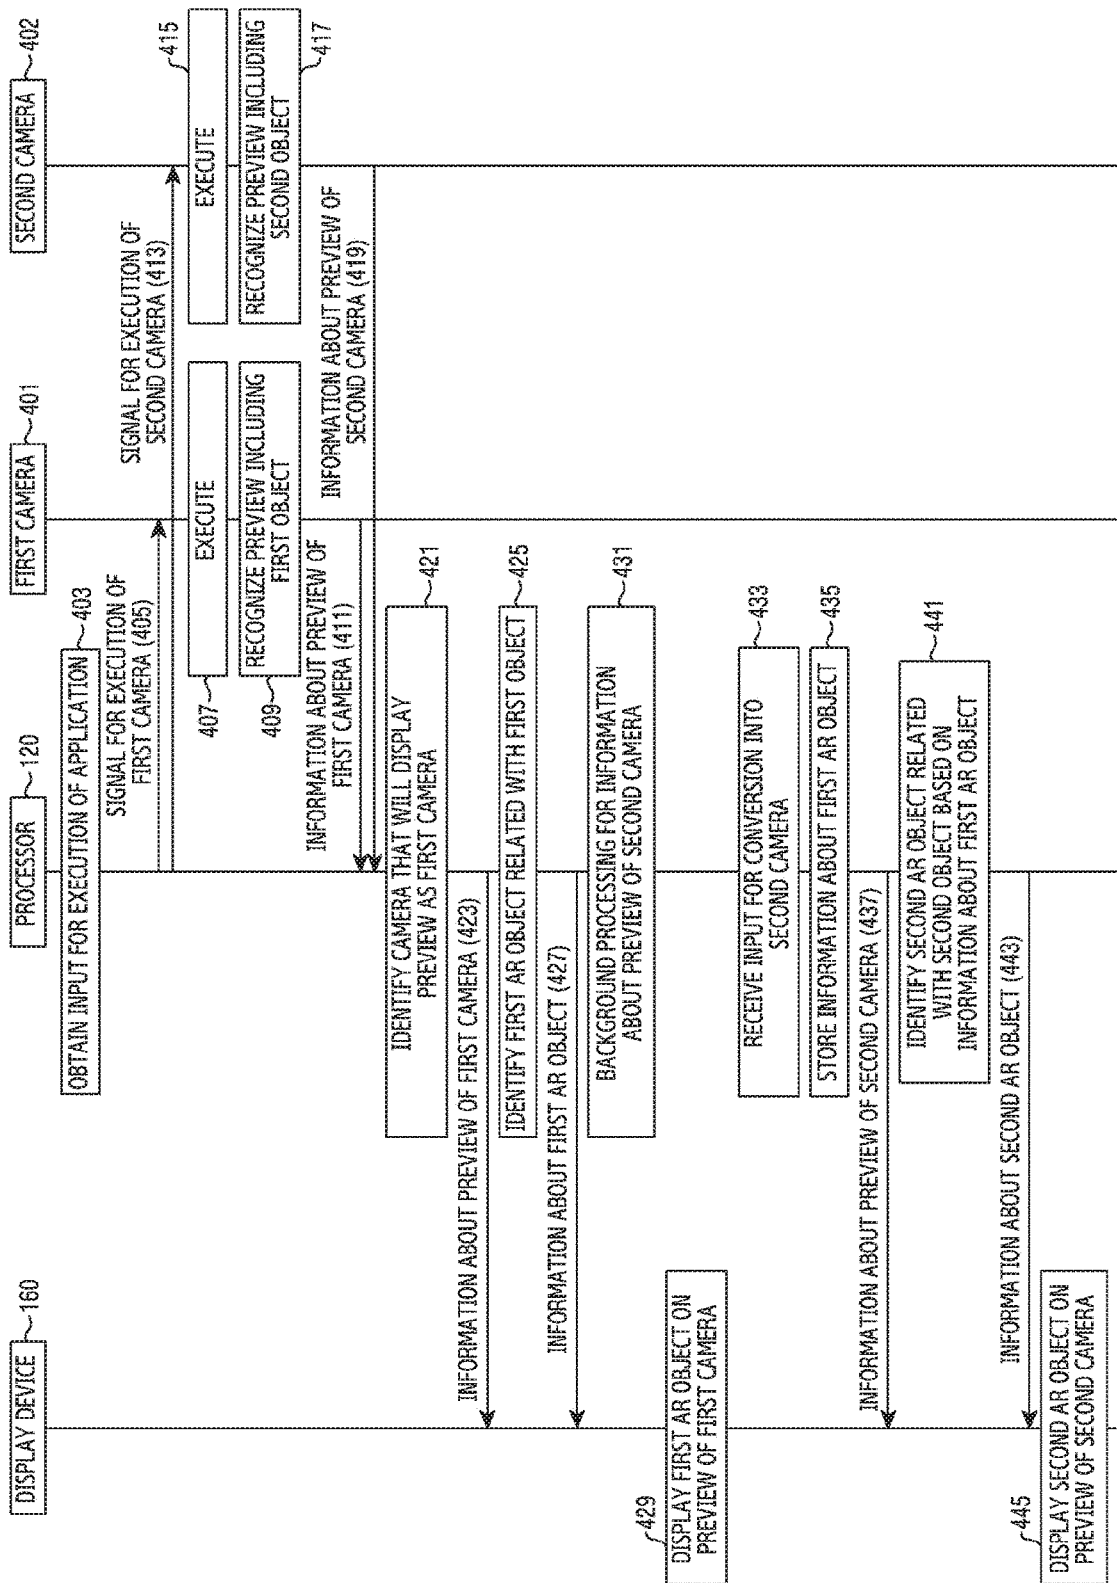 DISPLAY DEVICE 160
PROCESSOR 120
FIRST CAMERA 401
SECOND CAMERA 402
OBTAIN INPUT FOR EXECUTION OF APPLICATION 403
SIGNAL FOR EXECUTION OF
FIRST CAMERA (405)
SIGNAL FOR EXECUTION OF
SECOND CAMERA (413)
407 EXECUTE
EXECUTE 415
409 RECOGNIZE PREVIEW INCLUDING
FIRST OBJECT
RECOGNIZE PREVIEW INCLUDING
SECOND OBJECT 417
INFORMATION ABOUT PREVIEW OF
FIRST CAMERA (411)
INFORMATION ABOUT PREVIEW OF
SECOND CAMERA (419)
IDENTIFY CAMERA THAT WILL DISPLAY
PREVIEW AS FIRST CAMERA 421
INFORMATION ABOUT PREVIEW OF FIRST CAMERA (423)
IDENTIFY FIRST AR OBJECT RELATED WITH FIRST OBJECT 425
INFORMATION ABOUT FIRST AR OBJECT (427)
BACKGROUND PROCESSING FOR INFORMATION
ABOUT PREVIEW OF SECOND CAMERA 431
429 DISPLAY FIRST AR OBJECT ON
PREVIEW OF FIRST CAMERA
RECEIVE INPUT FOR CONVERSION INTO
SECOND CAMERA 433
STORE INFORMATION ABOUT FIRST AR OBJECT 435
INFORMATION ABOUT PREVIEW OF SECOND CAMERA (437)
IDENTIFY SECOND AR OBJECT RELATED
WITH SECOND OBJECT BASED ON
INFORMATION ABOUT FIRST AR OBJECT 441
INFORMATION ABOUT SECOND AR OBJECT (443)
445 DISPLAY SECOND AR OBJECT ON
PREVIEW OF SECOND CAMERA